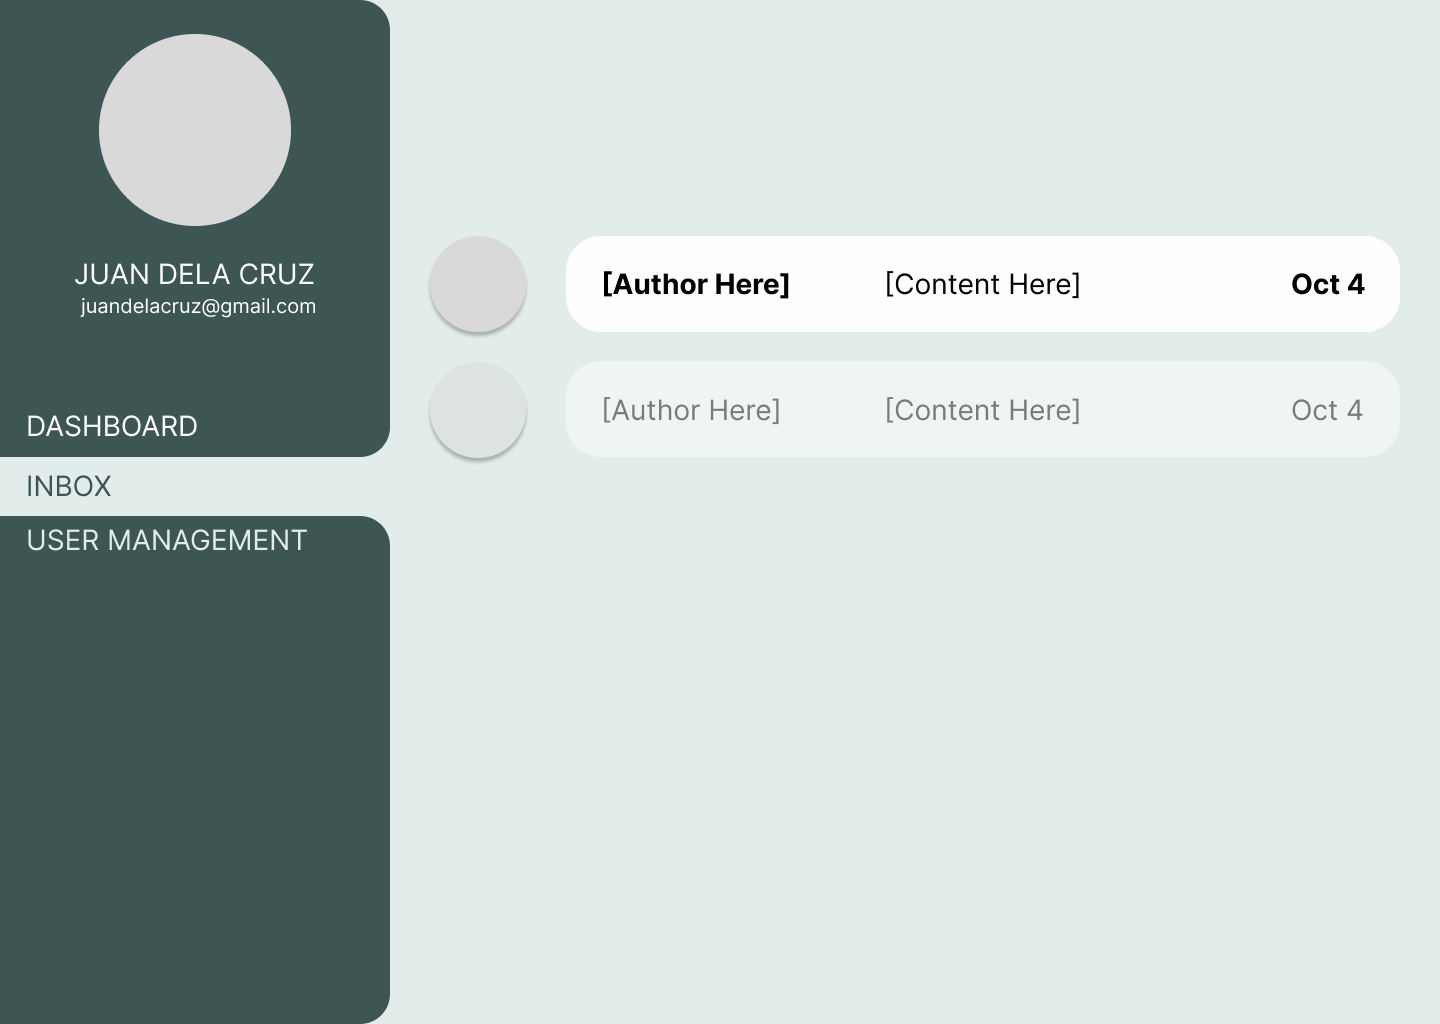 JUAN DELA CRUZ
juandelacruz@gmail.com
DASHBOARD
INBOX
USER MANAGEMENT
[Author Here] [Content Here] Oct 4
[Author Here] [Content Here] Oct 4